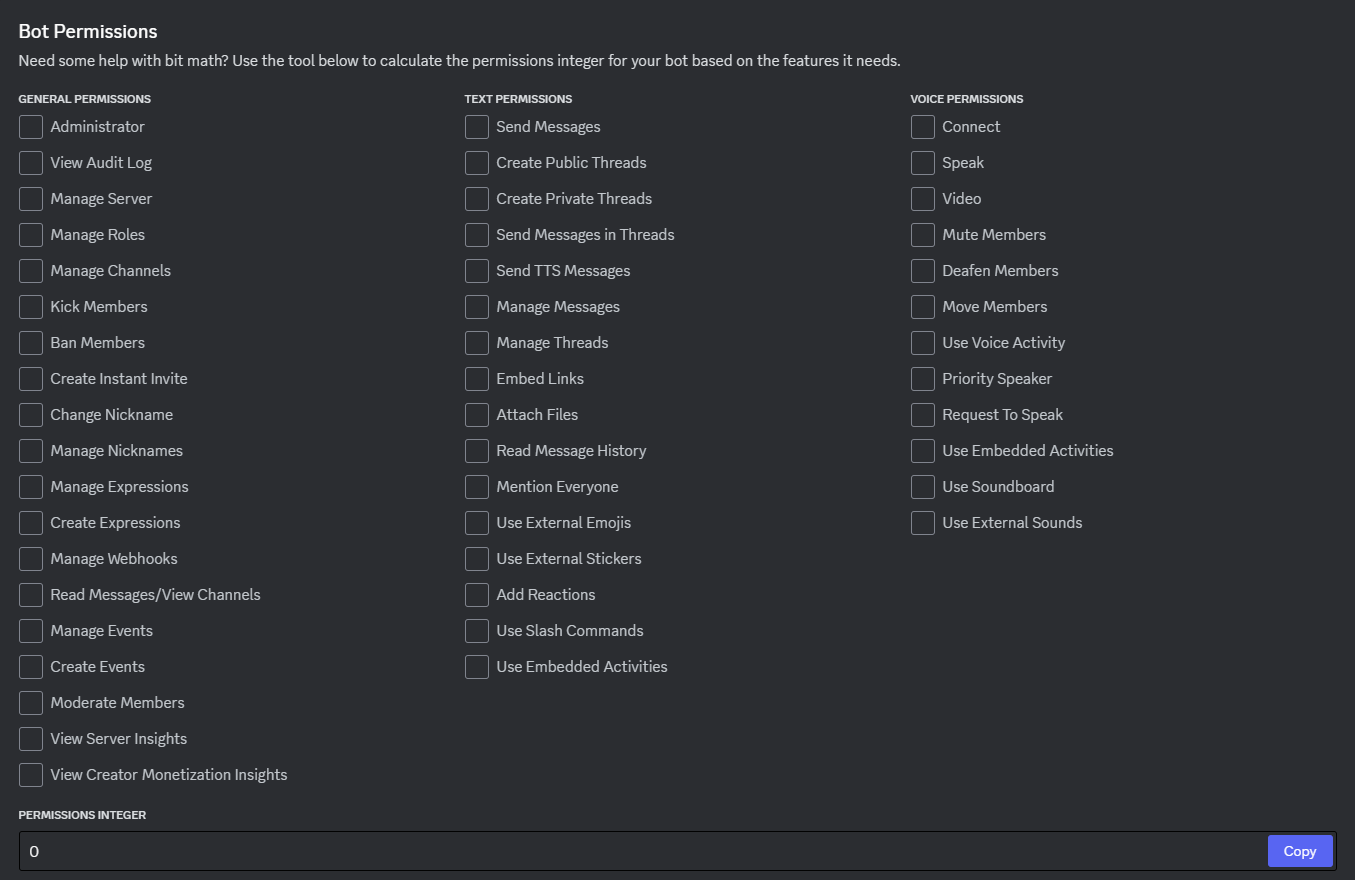 Bot Permissions
Need some help with bit math? Use the tool below to calculate the permissions integer for your bot based on the features it needs.
GENERAL PERMISSIONS
Administrator
View Audit Log
Manage Server
Manage Roles
Manage Channels
Kick Members
Ban Members
Create Instant Invite
Change Nickname
Manage Nicknames
Manage Expressions
Create Expressions
Manage Webhooks
Read Messages/View Channels
Manage Events
Create Events
Moderate Members
View Server Insights
View Creator Monetization Insights
TEXT PERMISSIONS
Send Messages
Create Public Threads
Create Private Threads
Send Messages in Threads
Send TTS Messages
Manage Messages
Manage Threads
Embed Links
Attach Files
Read Message History
Mention Everyone
Use External Emojis
Use External Stickers
Add Reactions
Use Slash Commands
Use Embedded Activities
VOICE PERMISSIONS
Connect
Speak
Video
Mute Members
Deafen Members
Move Members
Use Voice Activity
Priority Speaker
Request To Speak
Use Embedded Activities
Use Soundboard
Use External Sounds
PERMISSIONS INTEGER
0
Copy